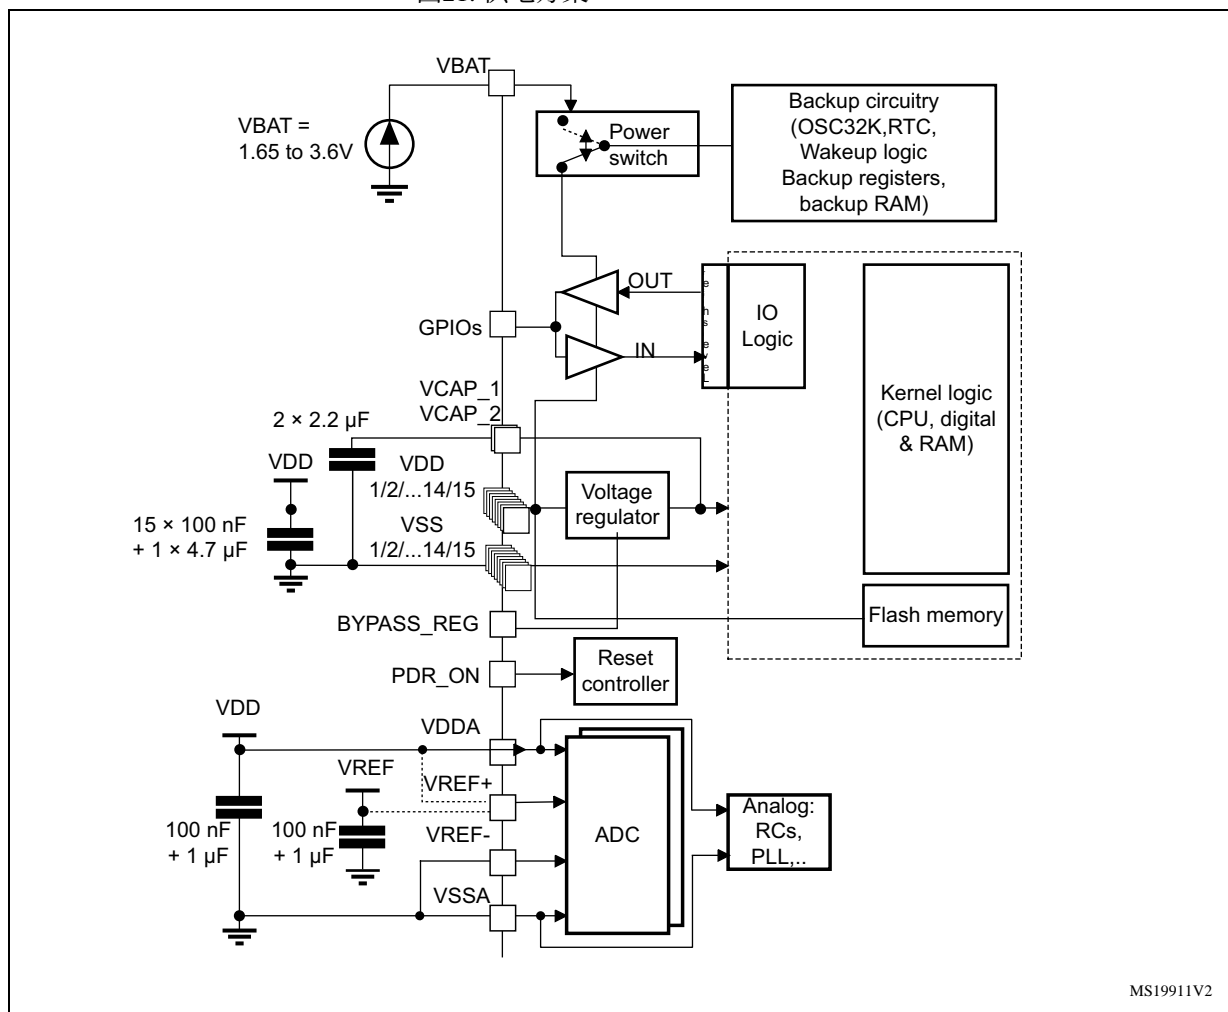 VBAT
VBAT =
1.65 to 3.6V
Power
switch
Backup circuitry
(OSC32K,RTC,
Wakeup logic
Backup registers,
backup RAM)
OUT
GPIOs
IN
IO
Logic
Kernel logic
(CPU, digital
& RAM)
VCAP_1
VCAP_2
2 × 2.2 µF
VDD
VDD
1/2/...14/15
Voltage
regulator
15 × 100 nF
+ 1 × 4.7 µF
VSS
1/2/...14/15
BYPASS_REG
Flash memory
PDR_ON
Reset
controller
VDD
VDDA
VREF
VREF+
100 nF
+ 1 µF
100 nF
+ 1 µF
VREF-
ADC
Analog:
RCs,
PLL,..
VSSA
MS19911V2